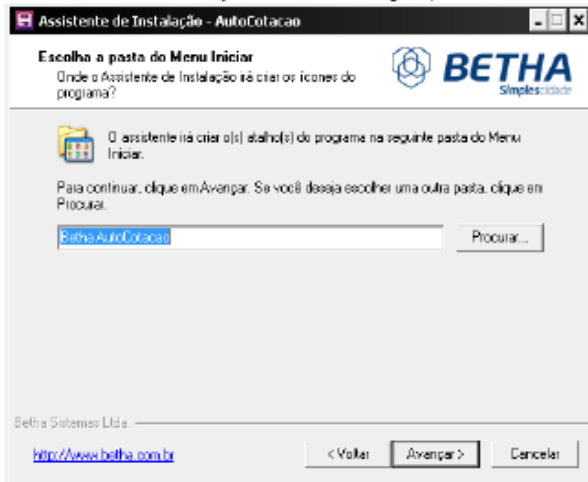 Assistente de Instalação - AutoCotacao
Escolha a pasta do Menu Iniciar
Onde o Assistente de Instalação irá criar os ícones do
programa?
BETHA
Simplescidade
O assistente irá criar o(s) atalho(s) do programa na seguinte pasta do Menu
Iniciar.
Para continuar, clique em Avançar. Se você deseja escolher uma outra pasta, clique em
Procurar.
Betha AutoCotacao
Procurar...
Betha Sistemas Ltda.
http://www.betha.com.br
< Voltar
Avançar >
Cancelar